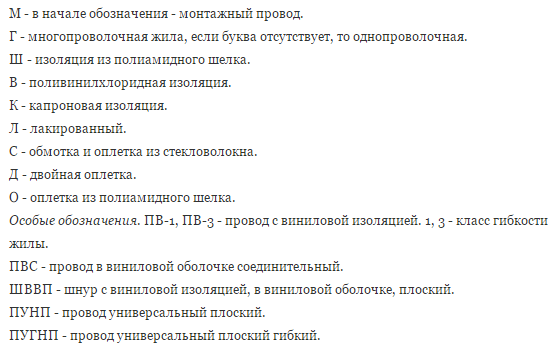 М - в начале обозначения - монтажный провод.
Г - многопроволочная жила, если буква отсутствует, то однопроволочная.
Ш - изоляция из полиамидного шелка.
В - поливинилхлоридная изоляция.
К - капроновая изоляция.
Л - лакированный.
С - обмотка и оплетка из стекловолокна.
Д - двойная оплетка.
О - оплетка из полиамидного шелка.
Особые обозначения. ПВ-1, ПВ-3 - провод с виниловой изоляцией. 1, 3 - класс гибкости
жилы.
ПВС - провод в виниловой оболочке соединительный.
ШВВП - шнур с виниловой изоляцией, в виниловой оболочке, плоский.
ПУНП - провод универсальный плоский.
ПУГНП - провод универсальный плоский гибкий.